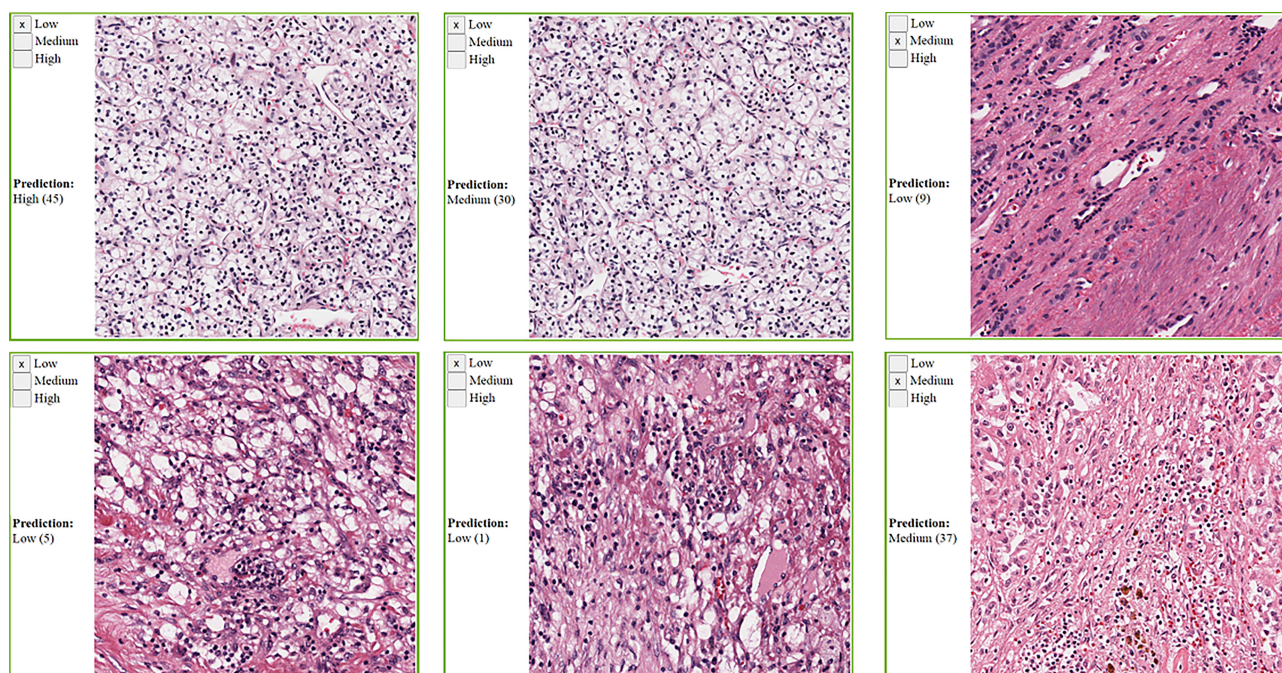 x Low
Medium
High
Prediction:
High (45)
x Low
Medium
High
Prediction:
Medium (30)
Low
x Medium
High
Prediction:
Low (9)
x Low
Medium
High
Prediction:
Low (5)
x Low
Medium
High
Prediction:
Low (1)
Low
x Medium
High
Prediction:
Medium (37)